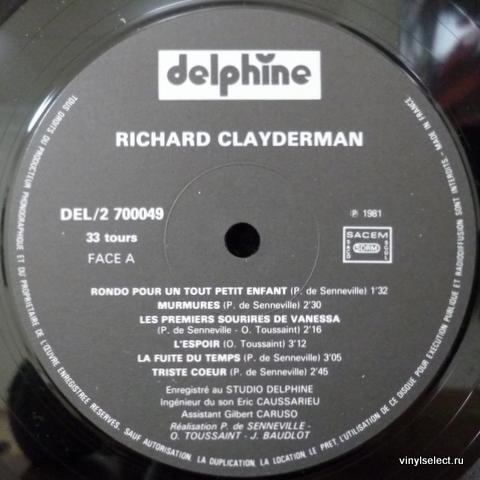 delphine
RICHARD CLAYDERMAN
DEL/2 700049
33 tours
FACE A
℗ 1981
SACEM
SDRM
RONDO POUR UN TOUT PETIT ENFANT (P. de Senneville) 1'32
MURMURES (P. de Senneville) 2'30
LES PREMIERS SOURIRES DE VANESSA
(P. de Senneville - O. Toussaint) 2'16
L'ESPOIR (O. Toussaint) 3'12
LA FUITE DU TEMPS (P. de Senneville) 3'05
TRISTE COEUR (P. de Senneville) 2'45
Enregistré au STUDIO DELPHINE
Ingénieur du son Eric CAUSSARIEU
Assistant Gilbert CARUSO
Réalisation P. de SENNEVILLE -
O. TOUSSAINT - J. BAUDLOT
TOUS DROITS DU PRODUCTEUR PHONOGRAPHIQUE ET DU PROPRIETAIRE DE L'ŒUVRE ENREGISTREE RESERVES. SAUF AUTORISATION. LA DUPLICATION, LA LOCATION, LE PRET, L'UTILISATION DE CE DISQUE POUR EXECUTION PUBLIQUE ET RADIODIFFUSION SONT INTERDITS - MADE IN FRANCE
vinylselect.ru